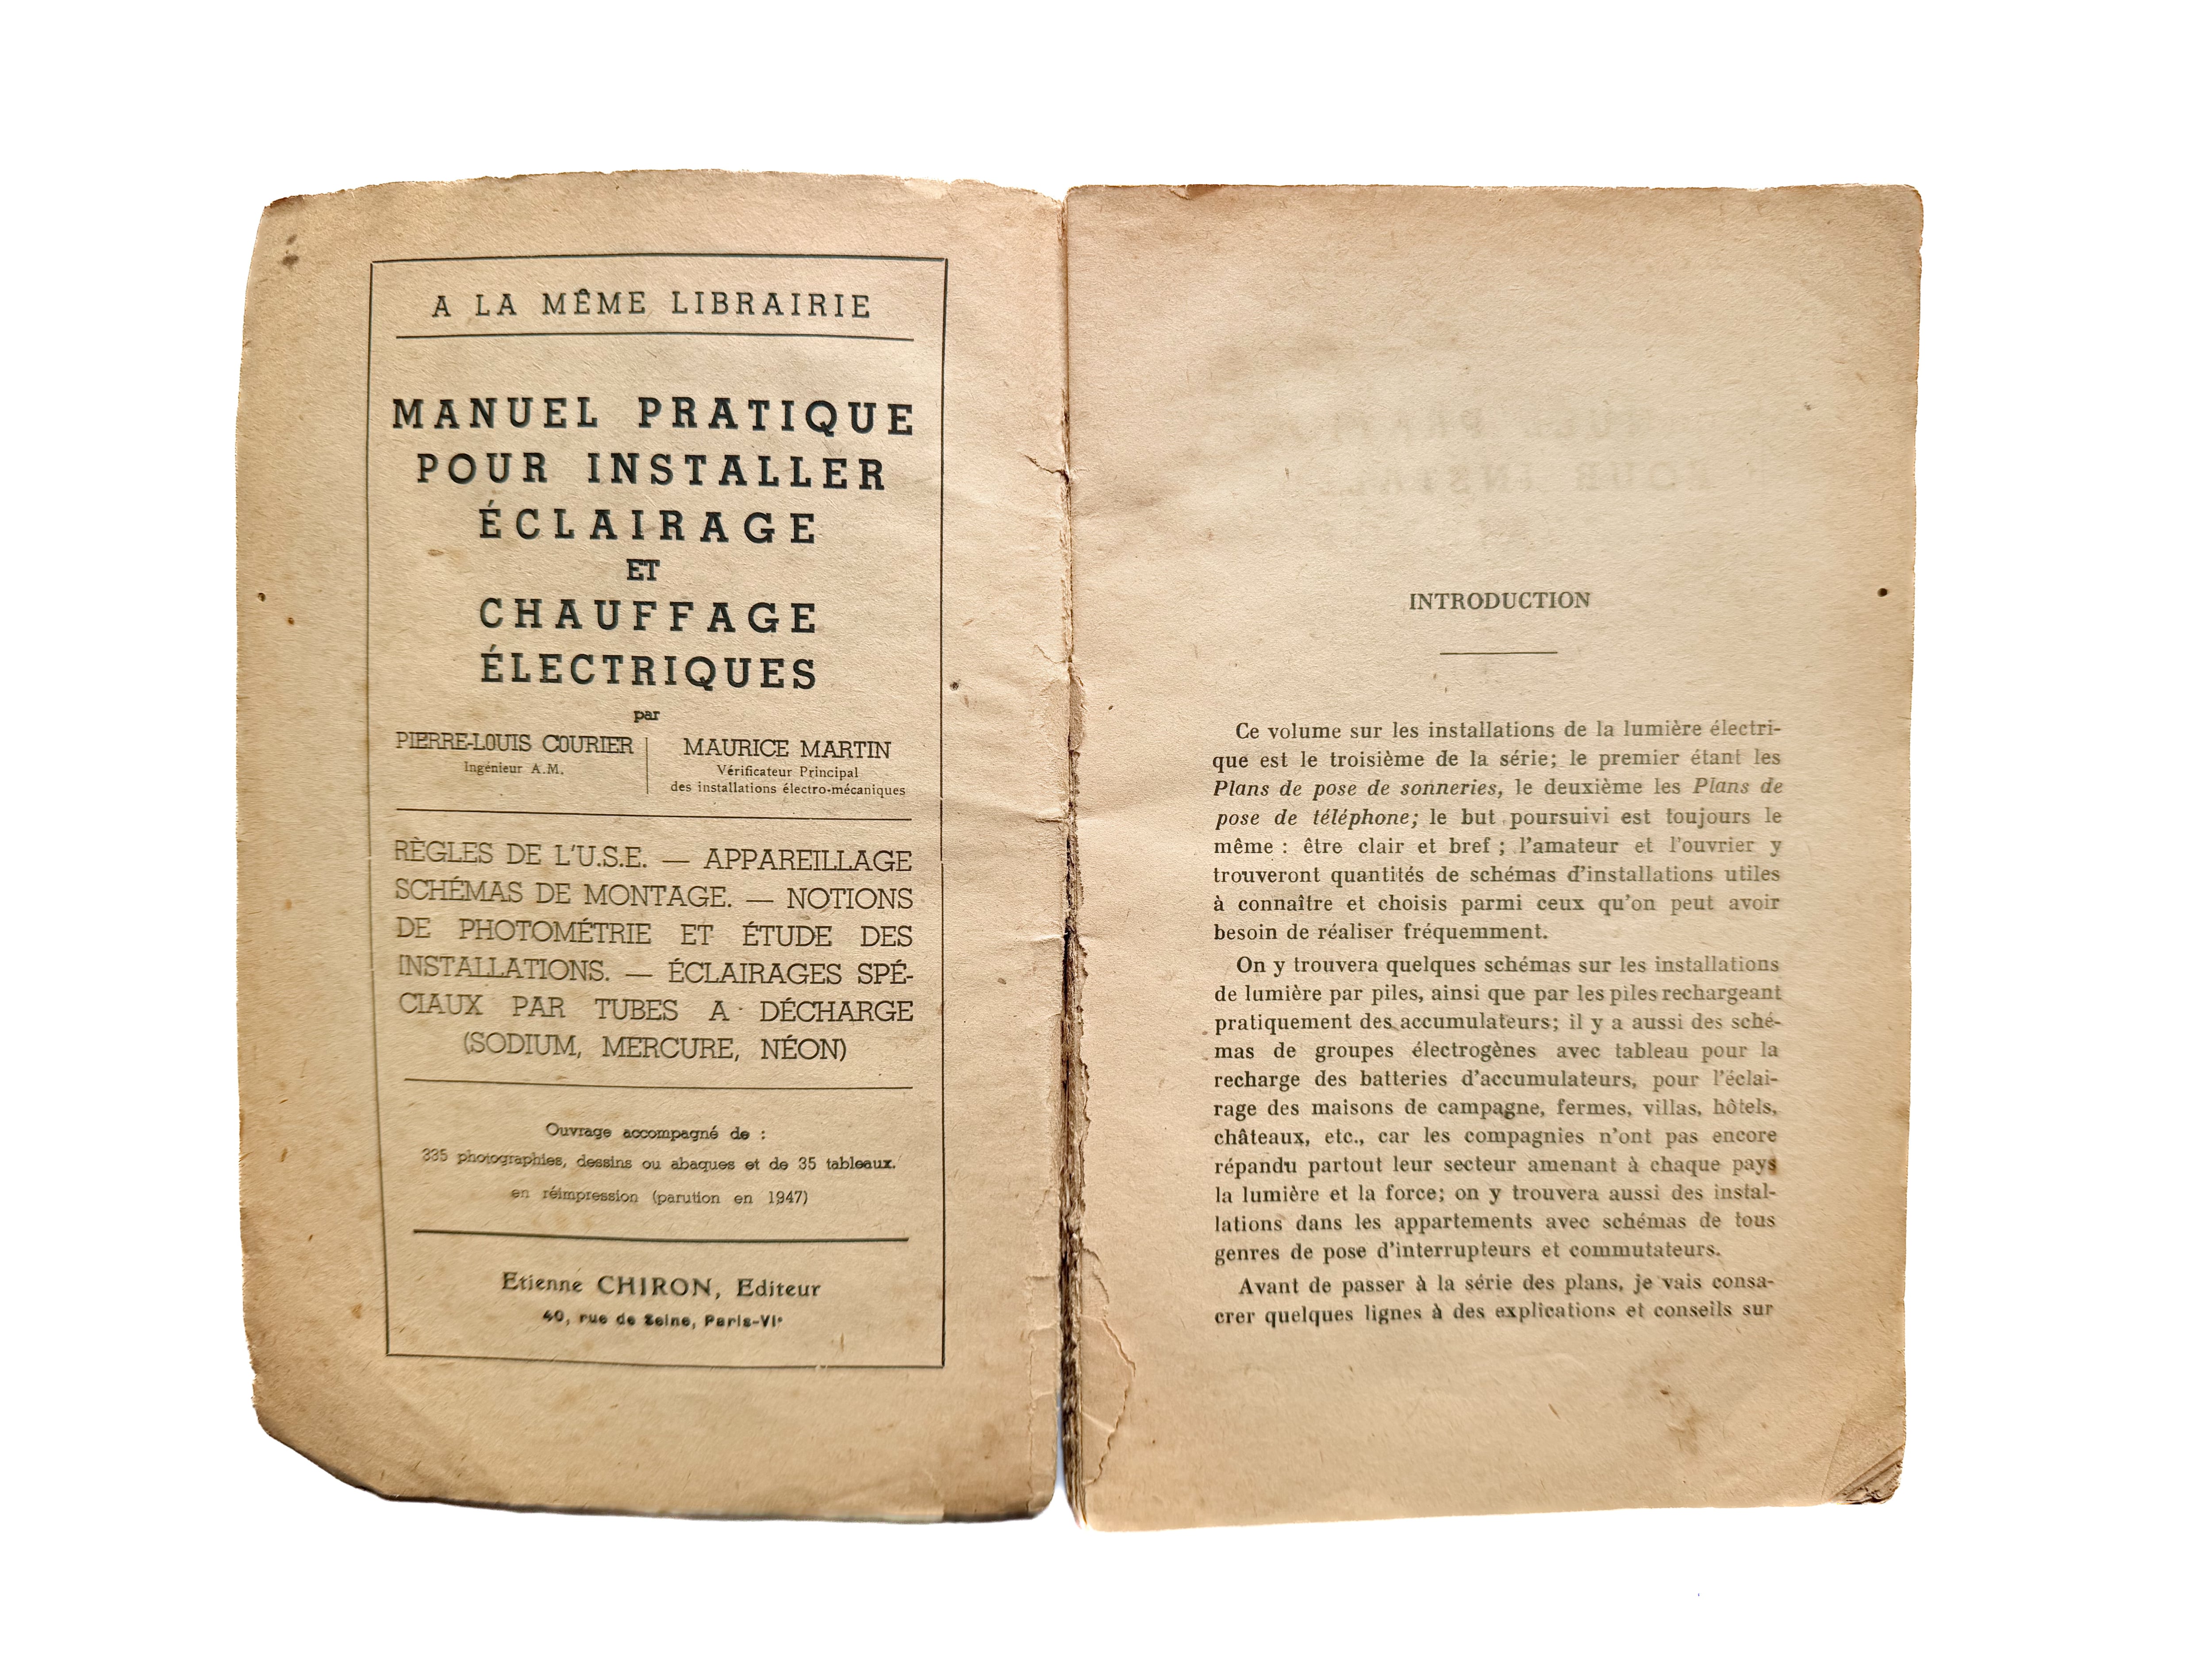 A LA MÊME LIBRAIRIE
MANUEL PRATIQUE
POUR INSTALLER
ÉCLAIRAGE
ET
CHAUFFAGE
ÉLECTRIQUES
par
PIERRE-LOUIS COURIER
Ingénieur A.M.
MAURICE MARTIN
Vérificateur Principal
des installations électro-mécaniques
RÈGLES DE L'U.S.E. — APPAREILLAGE
SCHÉMAS DE MONTAGE. — NOTIONS
DE PHOTOMÉTRIE ET ÉTUDE DES
INSTALLATIONS. — ÉCLAIRAGES SPÉ-
CIAUX PAR TUBES A DÉCHARGE
(SODIUM, MERCURE, NÉON)
Ouvrage accompagné de :
335 photographies, dessins ou abaques et de 35 tableaux.
en réimpression (parution en 1947)
Etienne CHIRON, Editeur
40, rue de Seine, Paris-VIe
INTRODUCTION
Ce volume sur les installations de la lumière électri-
que est le troisième de la série; le premier étant les
Plans de pose de sonneries, le deuxième les Plans de
pose de téléphone; le but poursuivi est toujours le
même : être clair et bref ; l'amateur et l'ouvrier y
trouveront quantités de schémas d'installations utiles
à connaître et choisis parmi ceux qu'on peut avoir
besoin de réaliser fréquemment.
On y trouvera quelques schémas sur les installations
de lumière par piles, ainsi que par les piles rechargeant
pratiquement des accumulateurs; il y a aussi des sché-
mas de groupes électrogènes avec tableau pour la
recharge des batteries d'accumulateurs, pour l'éclai-
rage des maisons de campagne, fermes, villas, hôtels,
châteaux, etc., car les compagnies n'ont pas encore
répandu partout leur secteur amenant à chaque pays
la lumière et la force; on y trouvera aussi des instal-
lations dans les appartements avec schémas de tous
genres de pose d'interrupteurs et commutateurs.
Avant de passer à la série des plans, je vais consa-
crer quelques lignes à des explications et conseils sur